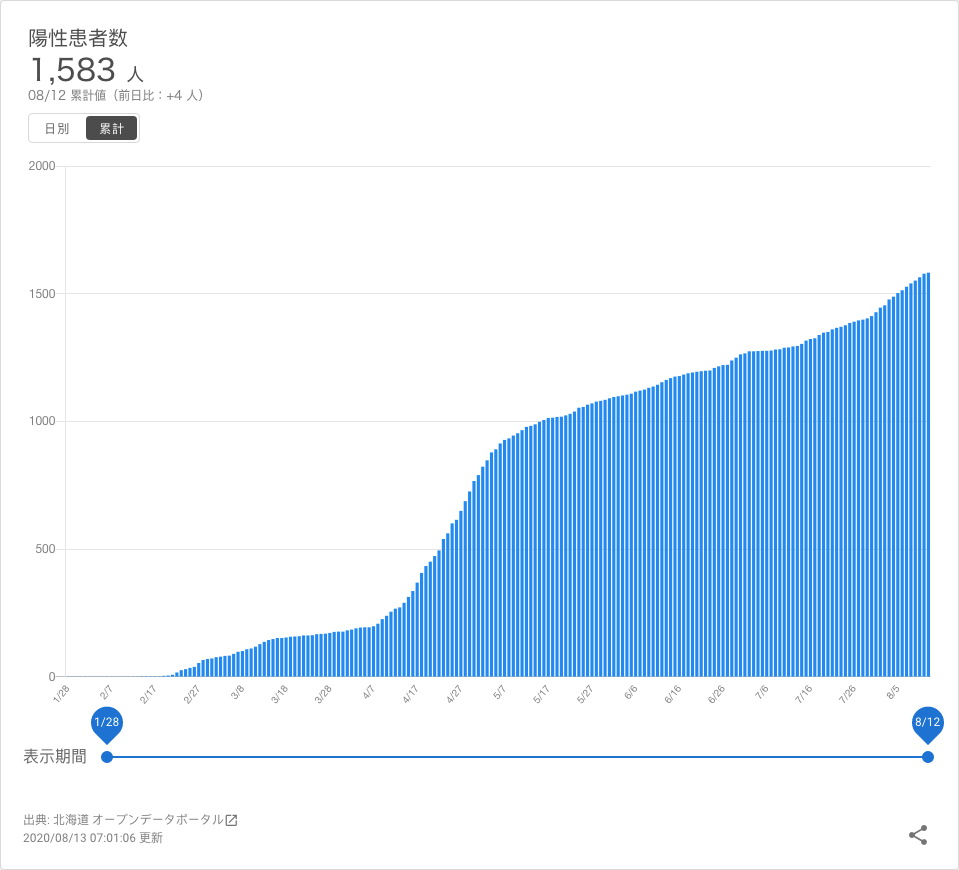 陽性患者数
1,583 人
08/12 累計値（前日比：+4 人）
日別 累計
2000
1500
1000
500
0
1/28 2/7 2/17 2/27 3/8 3/18 3/28 4/7 4/17 4/27 5/7 5/17 5/27 6/6 6/16 6/26 7/6 7/16 7/26 8/5
1/28 8/12
表示期間
出典: 北海道 オープンデータポータル
2020/08/13 07:01:06 更新